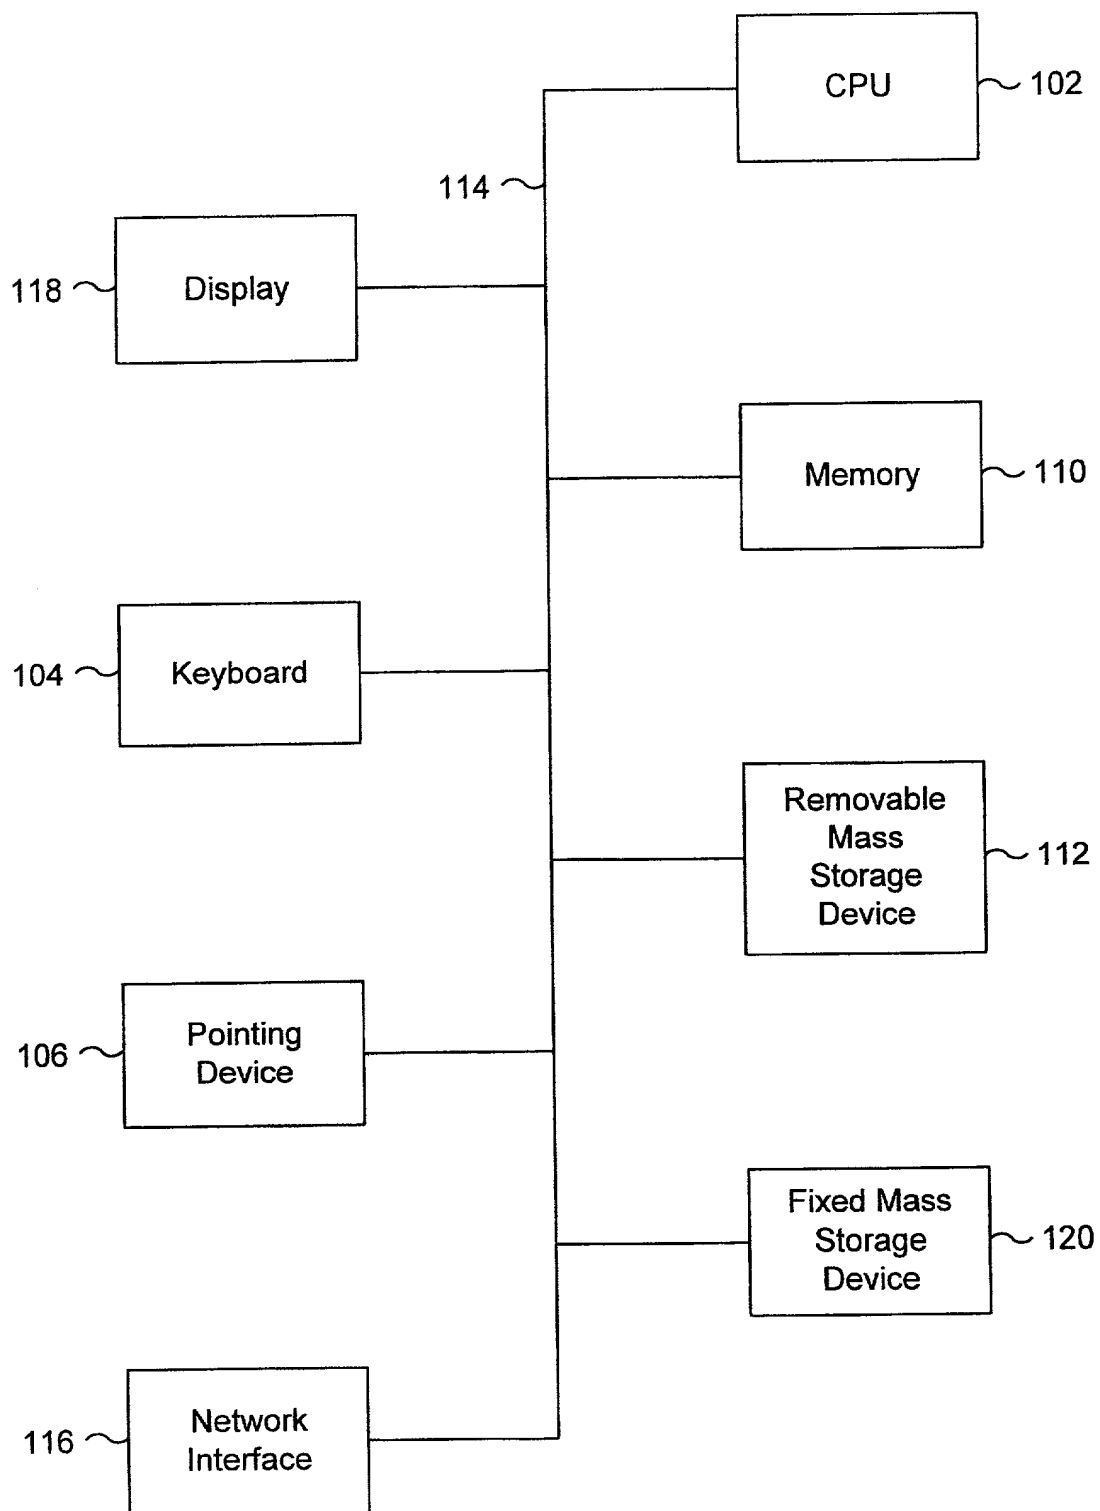 CPU
102
114
118
Display
Memory
110
104
Keyboard
Removable
Mass
Storage
Device
112
106
Pointing
Device
Fixed Mass
Storage
Device
120
116
Network
Interface